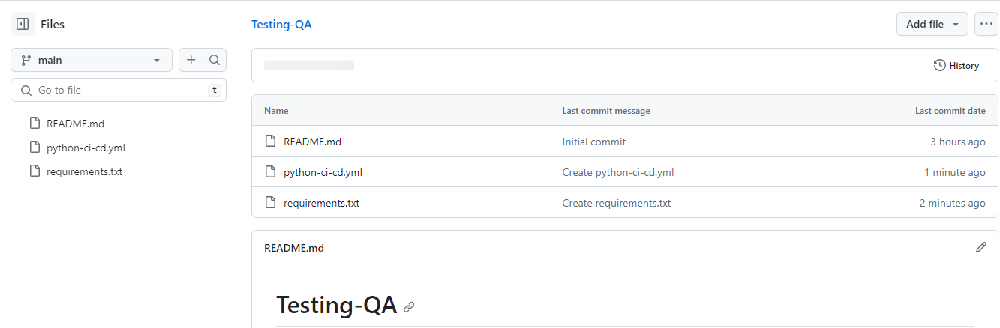 Files
main
Go to file
t
README.md
python-ci-cd.yml
requirements.txt
Testing-QA
Add file
History
Name Last commit message Last commit date
README.md Initial commit 3 hours ago
python-ci-cd.yml Create python-ci-cd.yml 1 minute ago
requirements.txt Create requirements.txt 2 minutes ago
README.md
Testing-QA